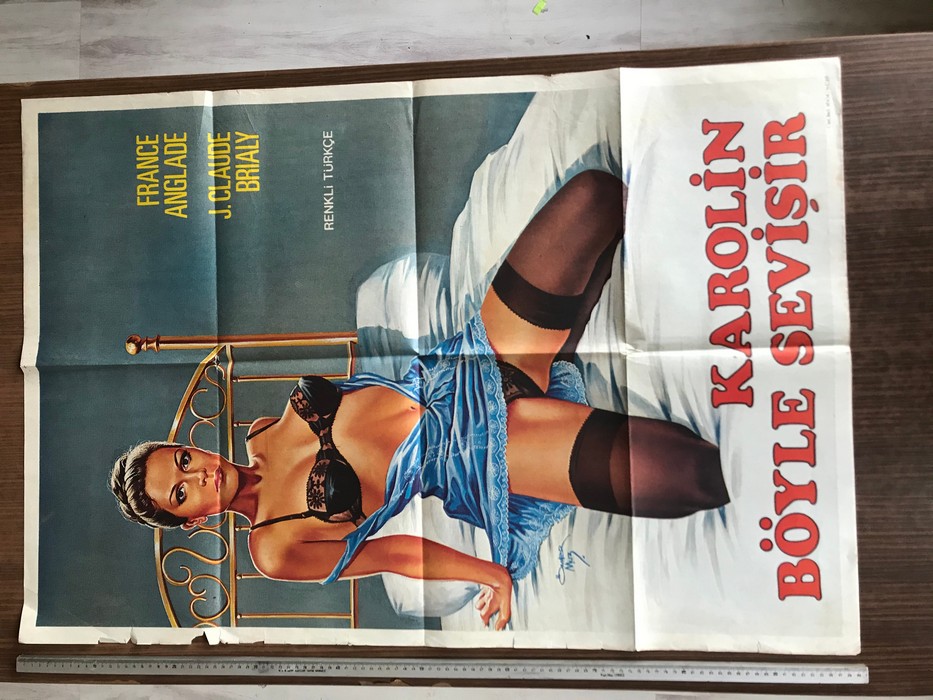 FRANCE
ANGLADE
J. CLAUDE
BRIALY
RENKLİ TÜRKÇE
KAROLİN
BÖYLE SEVİŞİR